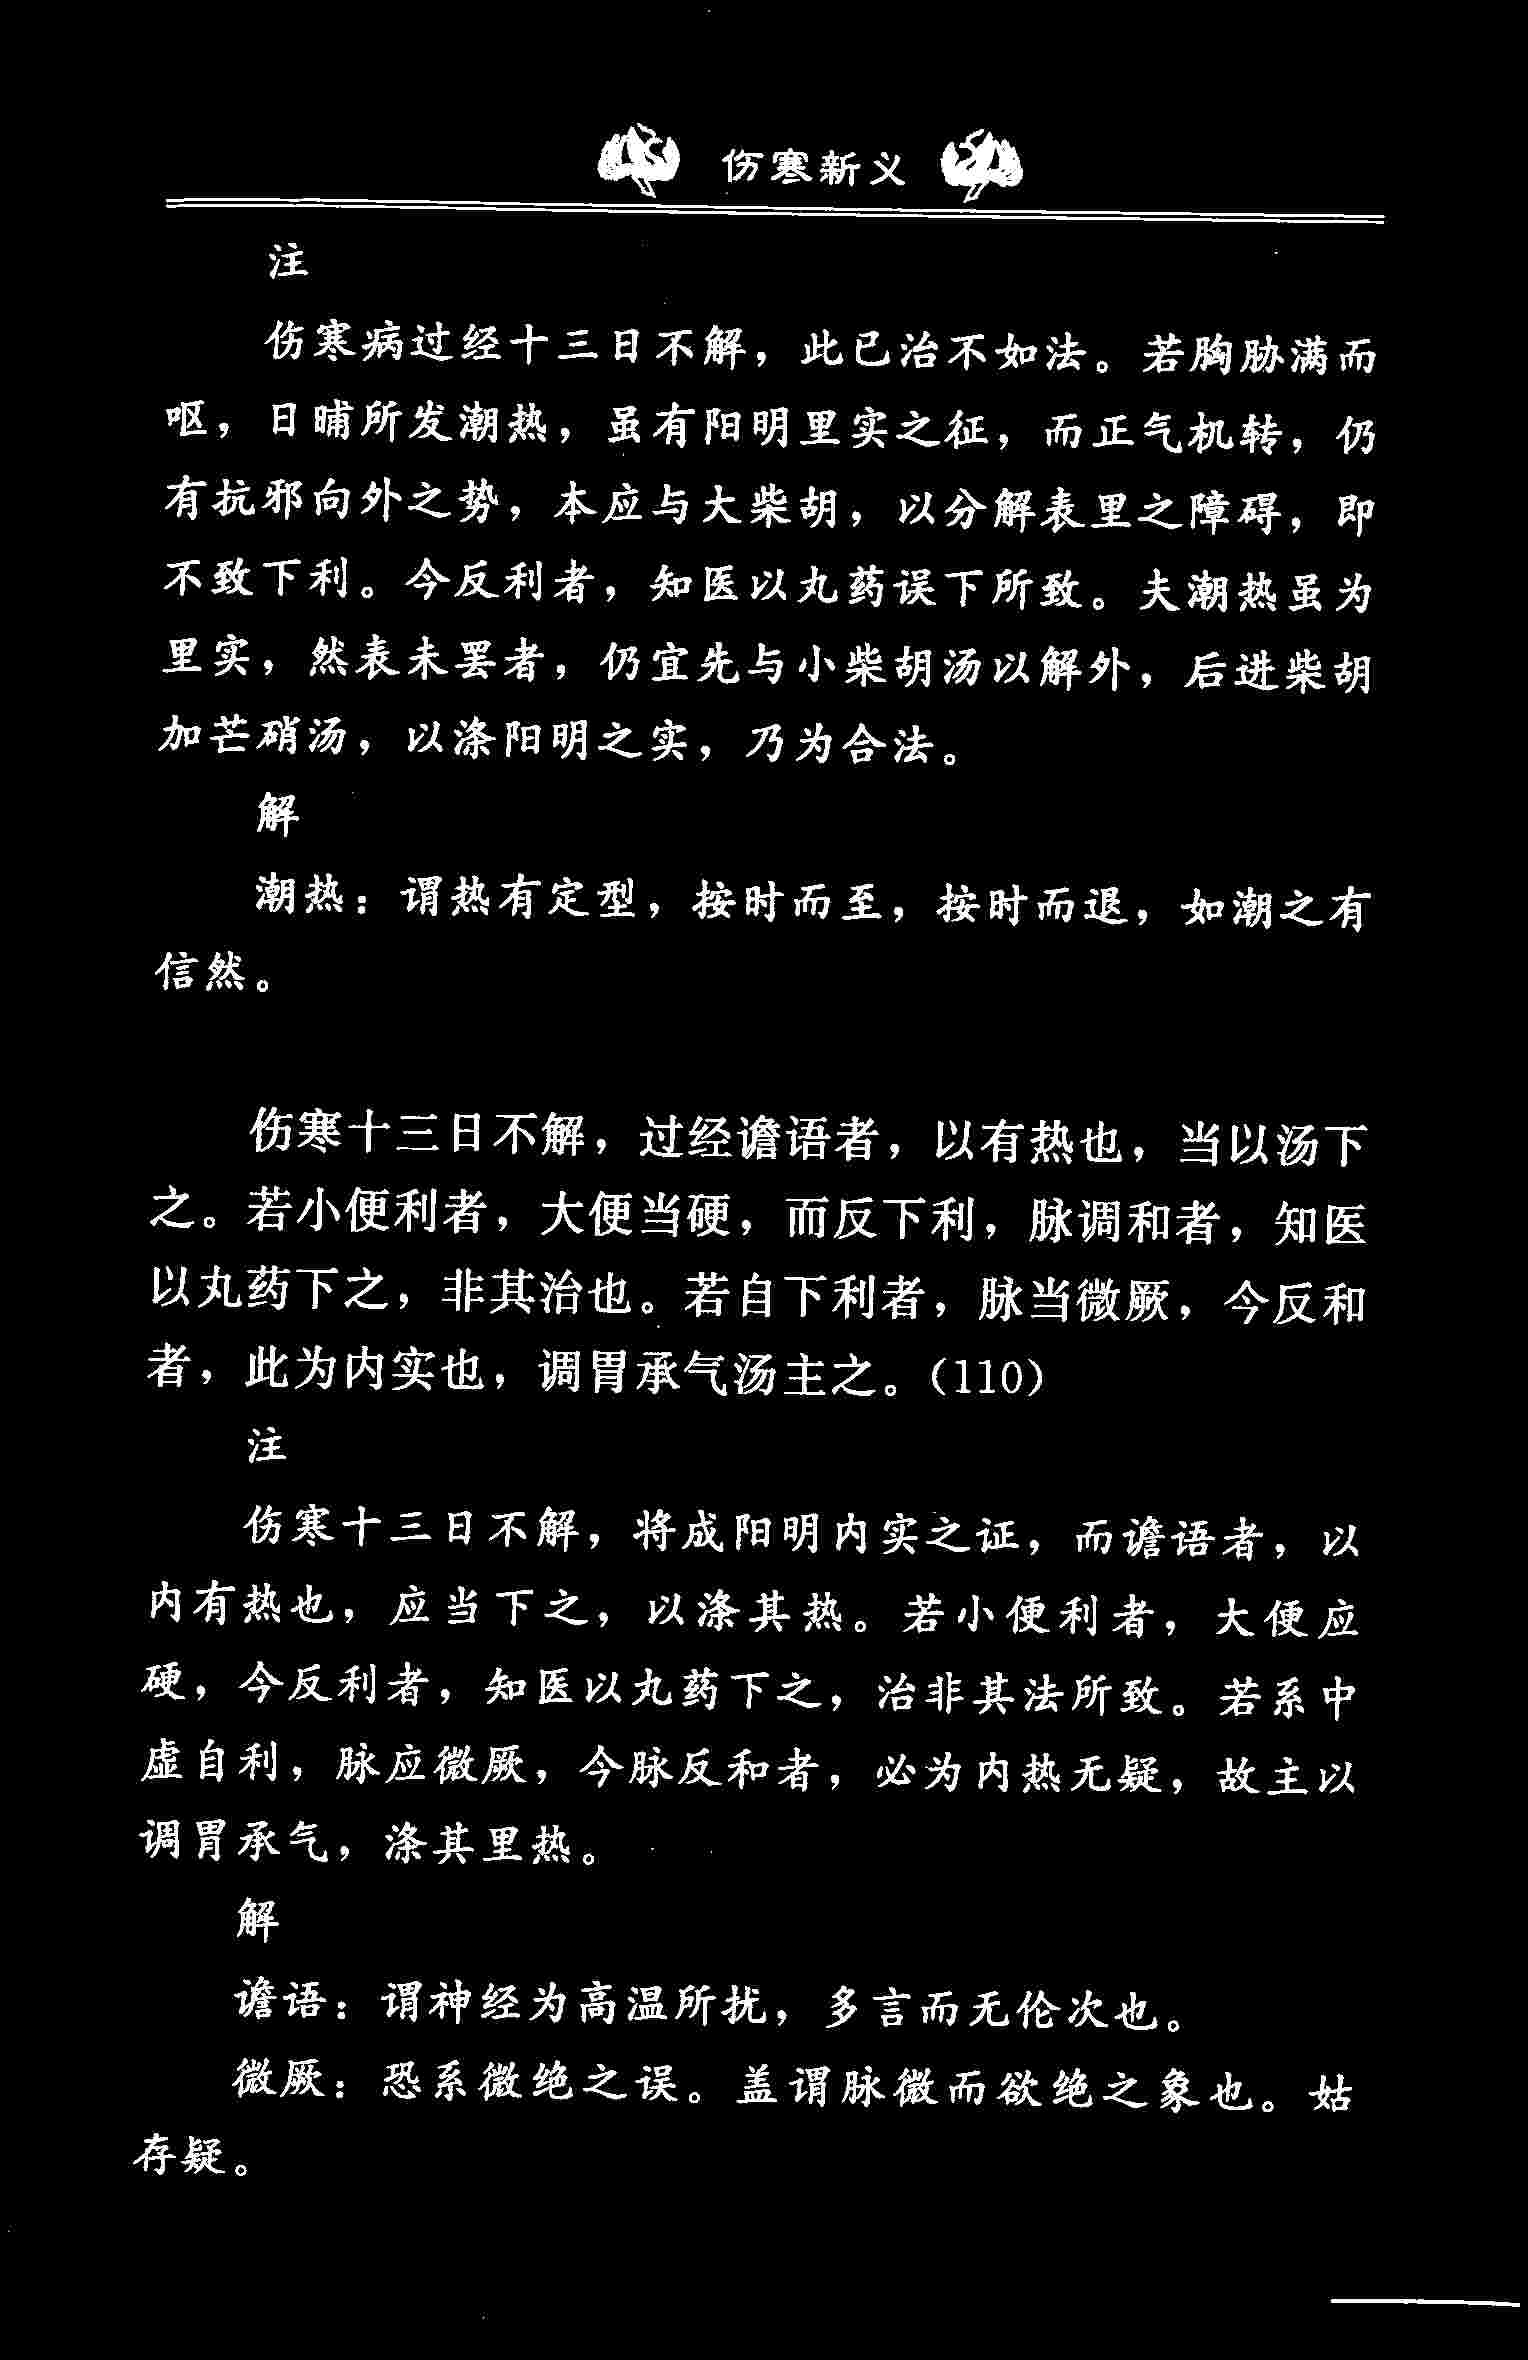 伤寒新义
注
伤寒病过经十三日不解，此已治不如法。若胸胁满而
呕，日晡所发潮热，虽有阳明里实之征，而正气机转，仍
有抗邪向外之势，本应与大柴胡，以分解表里之障碍，即
不致下利。今反利者，知医以丸药误下所致。夫潮热虽为
里实，然表未罢者，仍宜先与小柴胡汤以解外，后进柴胡
加芒硝汤，以涤阳明之实，乃为合法。
解
潮热：谓热有定型，按时而至，按时而退，如潮之有
信然。
伤寒十三日不解，过经谵语者，以有热也，当以汤下
之。若小便利者，大便当硬，而反下利，脉调和者，知医
以丸药下之，非其治也。若自下利者，脉当微厥，今反和
者，此为内实也，调胃承气汤主之。（110）
注
伤寒十三日不解，将成阳明内实之证，而谵语者，以
内有热也，应当下之，以涤其热。若小便利者，大便应
硬，今反利者，知医以丸药下之，治非其法所致。若系中
虚自利，脉应微厥，今脉反和者，必为内热无疑，故主以
调胃承气，涤其里热。
解
谵语：谓神经为高温所扰，多言而无伦次也。
微厥：恐系微绝之误。盖谓脉微而欲绝之象也。姑
存疑。